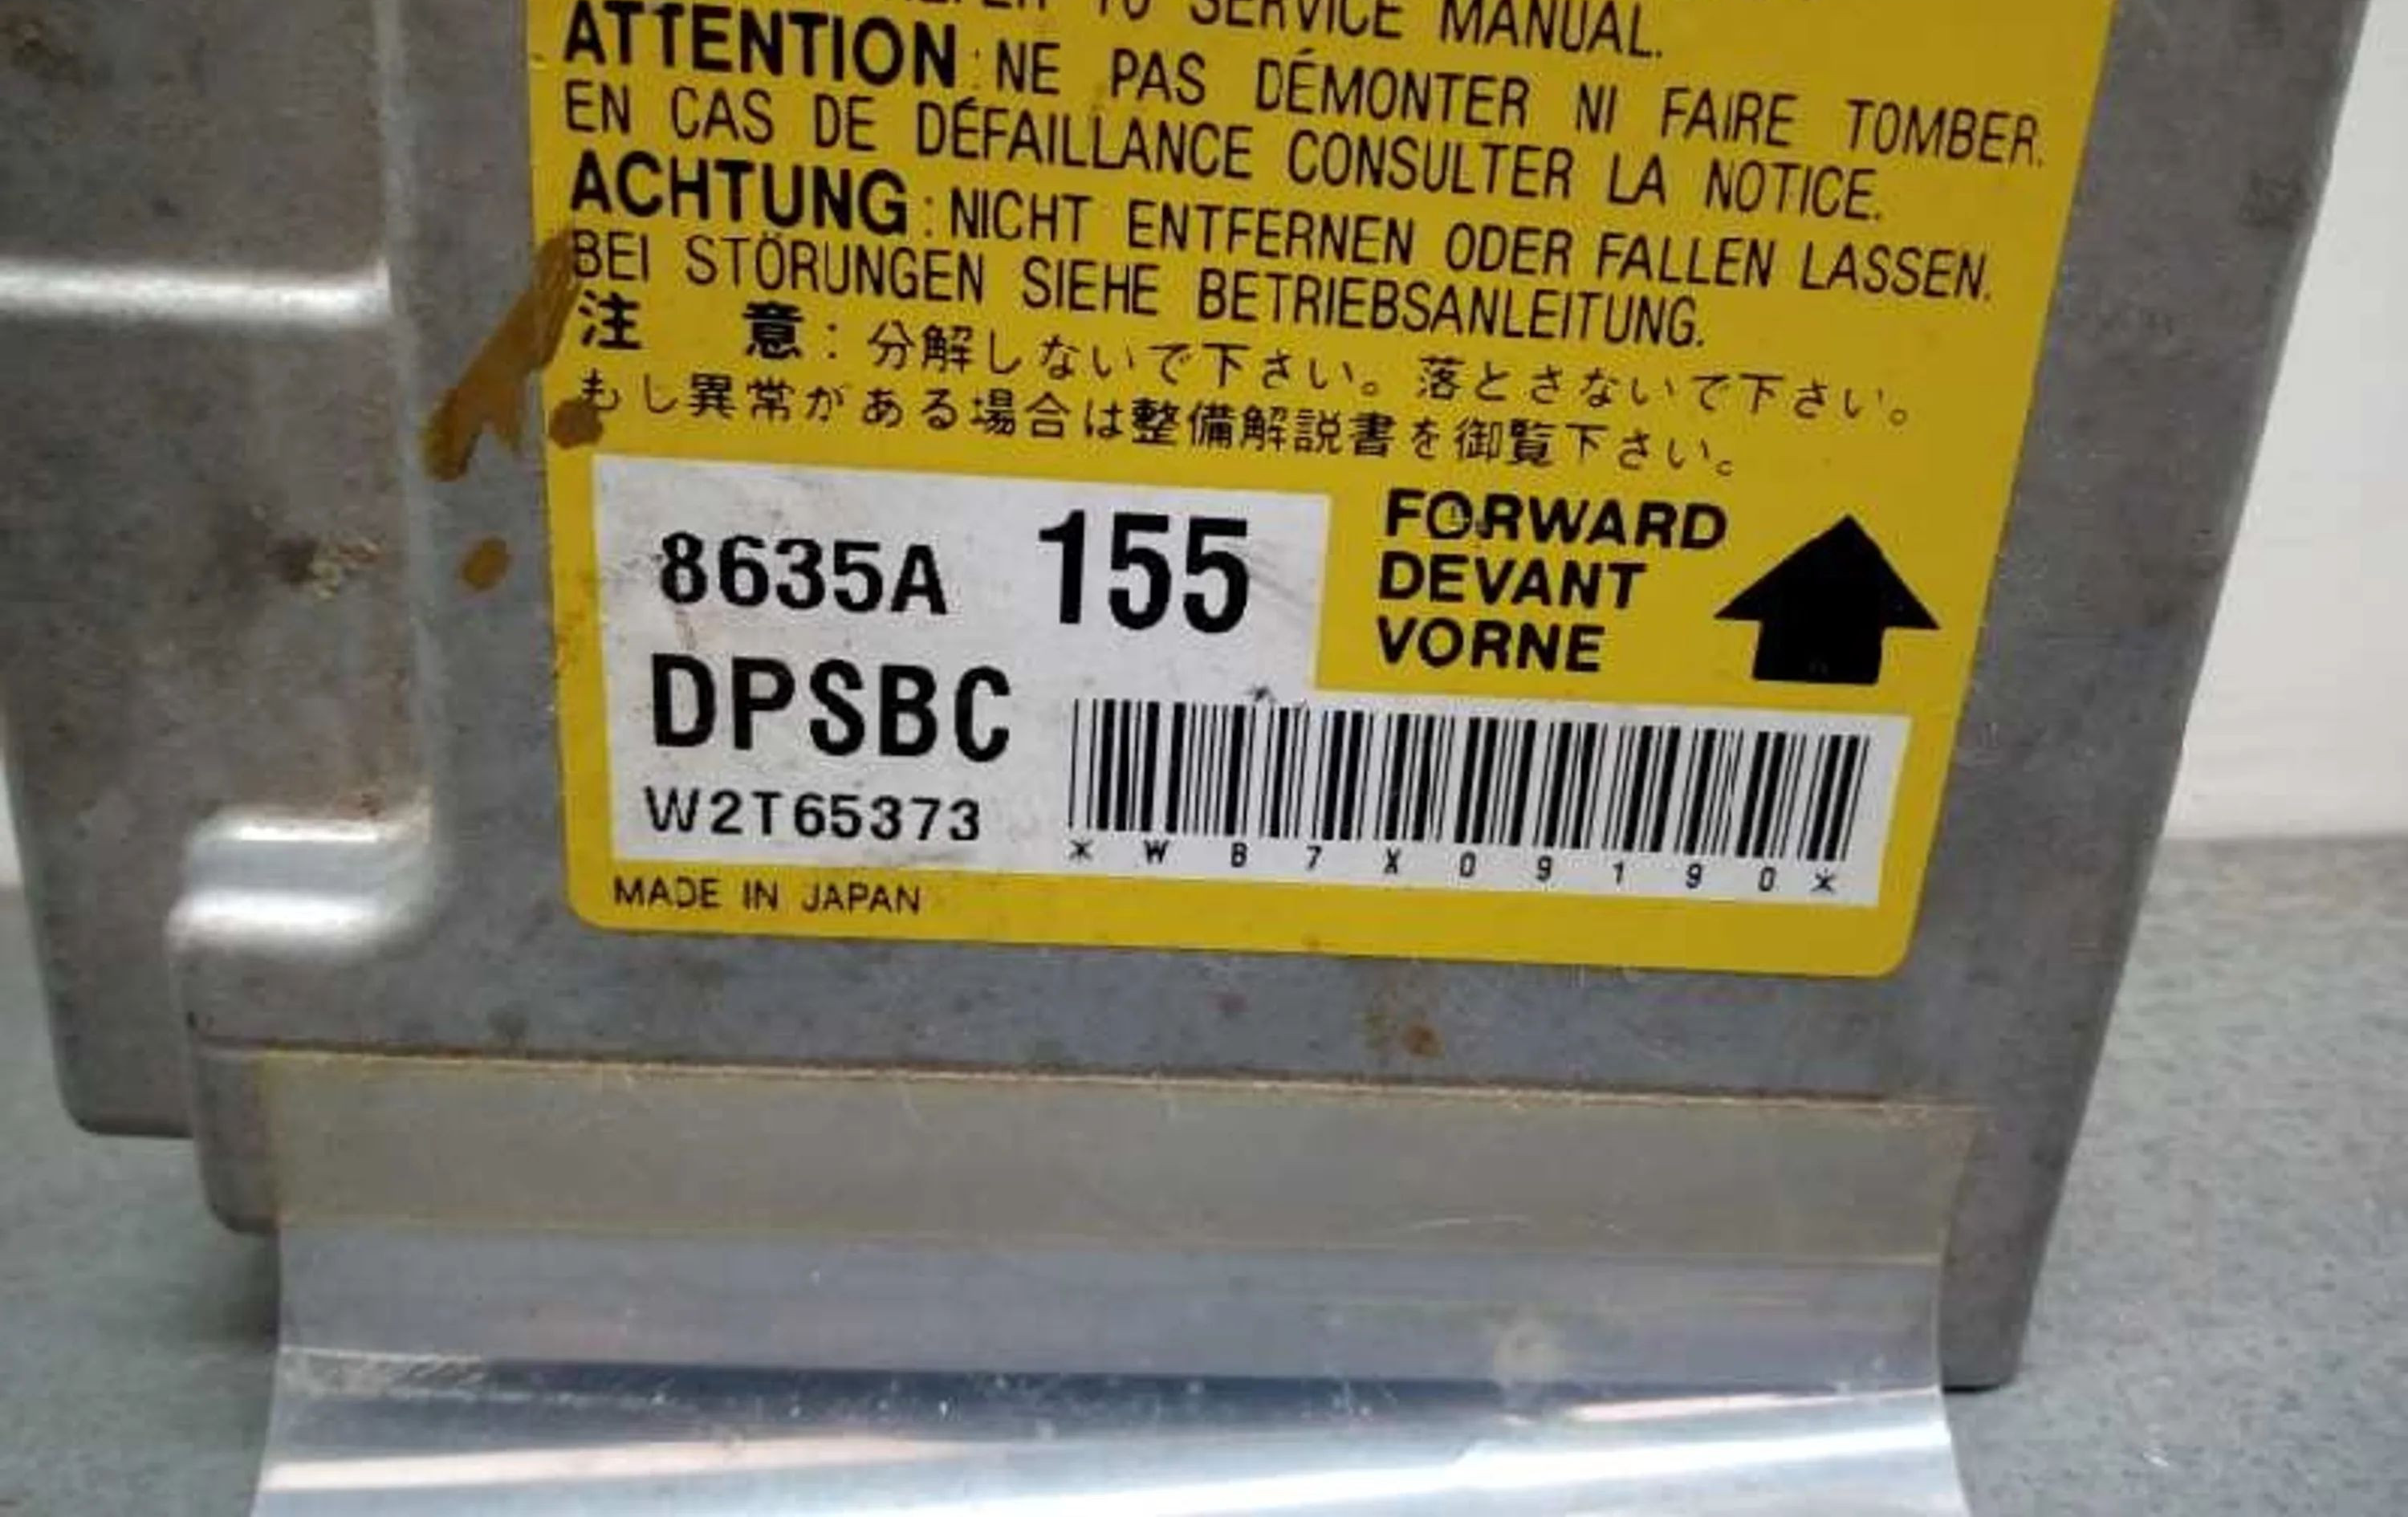 TO SERVICE MANUAL.
ATTENTION : NE PAS DÉMONTER NI FAIRE TOMBER.
EN CAS DE DÉFAILLANCE CONSULTER LA NOTICE.
ACHTUNG : NICHT ENTFERNEN ODER FALLEN LASSEN.
BEI STÖRUNGEN SIEHE BETRIEBSANLEITUNG.
注 意：分解しないで下さい。落とさないで下さい。
もし異常がある場合は整備解説書を御覧下さい。
8635A 155
DPSBC
W2T65373
FORWARD
DEVANT
VORNE
*WB7X09190*
MADE IN JAPAN